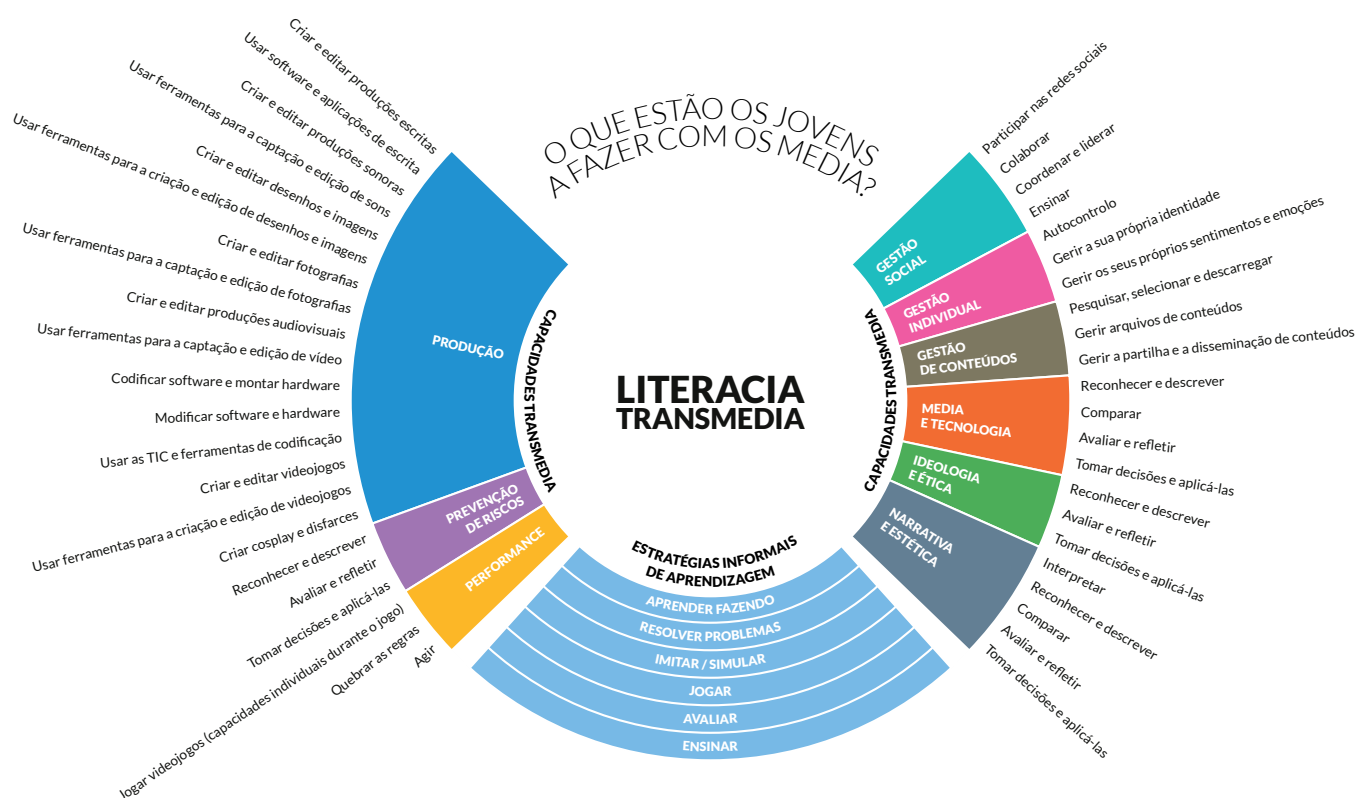 O QUE ESTÃO OS JOVENS
A FAZER COM OS MEDIA?
LITERACIA
TRANSMEDIA
CAPACIDADES TRANSMEDIA
PRODUÇÃO
Criar e editar produções escritas
Usar software e aplicações de escrita
Criar e editar produções sonoras
Usar ferramentas para a captação e edição de sons
Criar e editar desenhos e imagens
Usar ferramentas para a criação e edição de desenhos e imagens
Criar e editar fotografias
Usar ferramentas para a captação e edição de fotografias
Criar e editar produções audiovisuais
Usar ferramentas para a captação e edição de vídeo
Codificar software e montar hardware
Modificar software e hardware
Usar as TIC e ferramentas de codificação
Criar e editar videojogos
Usar ferramentas para a criação e edição de videojogos
Criar cosplay e disfarces
PREVENÇÃO
DE RISCOS
Reconhecer e descrever
Avaliar e refletir
Tomar decisões e aplicá-las
PERFORMANCE
Jogar videojogos (capacidades individuais durante o jogo)
Quebrar as regras
Agir
CAPACIDADES TRANSMEDIA
GESTÃO
SOCIAL
Participar nas redes sociais
Colaborar
Coordenar e liderar
Ensinar
GESTÃO
INDIVIDUAL
Autocontrolo
Gerir a sua própria identidade
Gerir os seus próprios sentimentos e emoções
GESTÃO
DE CONTEÚDOS
Pesquisar, selecionar e descarregar
Gerir arquivos de conteúdos
Gerir a partilha e a disseminação de conteúdos
MEDIA
E TECNOLOGIA
Reconhecer e descrever
Comparar
Avaliar e refletir
Tomar decisões e aplicá-las
IDEOLOGIA
E ÉTICA
Reconhecer e descrever
Avaliar e refletir
Tomar decisões e aplicá-las
NARRATIVA
E ESTÉTICA
Interpretar
Reconhecer e descrever
Comparar
Avaliar e refletir
Tomar decisões e aplicá-las
ESTRATÉGIAS INFORMAIS
DE APRENDIZAGEM
APRENDER FAZENDO
RESOLVER PROBLEMAS
IMITAR / SIMULAR
JOGAR
AVALIAR
ENSINAR